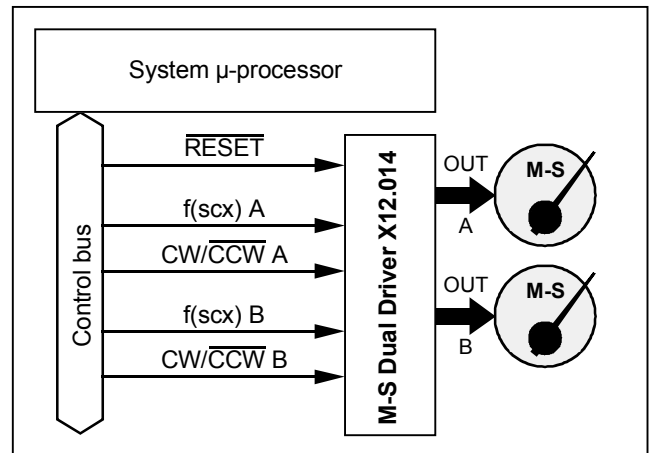 System µ-processor
Control bus
RESET
f(scx) A
CW/CCW A
f(scx) B
CW/CCW B
M-S Dual Driver X12.014
OUT
A
M-S
OUT
B
M-S